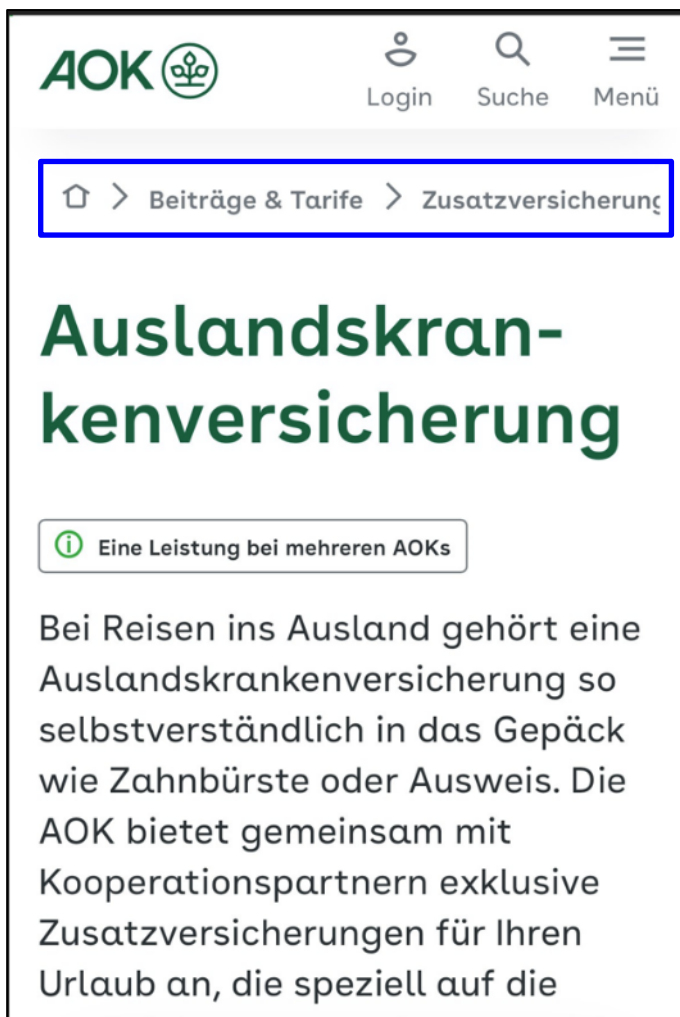 AOK
Login Suche Menü
Beiträge & Tarife Zusatzversicherung
Auslandskran-
kenversicherung
Eine Leistung bei mehreren AOKs
Bei Reisen ins Ausland gehört eine
Auslandskrankenversicherung so
selbstverständlich in das Gepäck
wie Zahnbürste oder Ausweis. Die
AOK bietet gemeinsam mit
Kooperationspartnern exklusive
Zusatzversicherungen für Ihren
Urlaub an, die speziell auf die